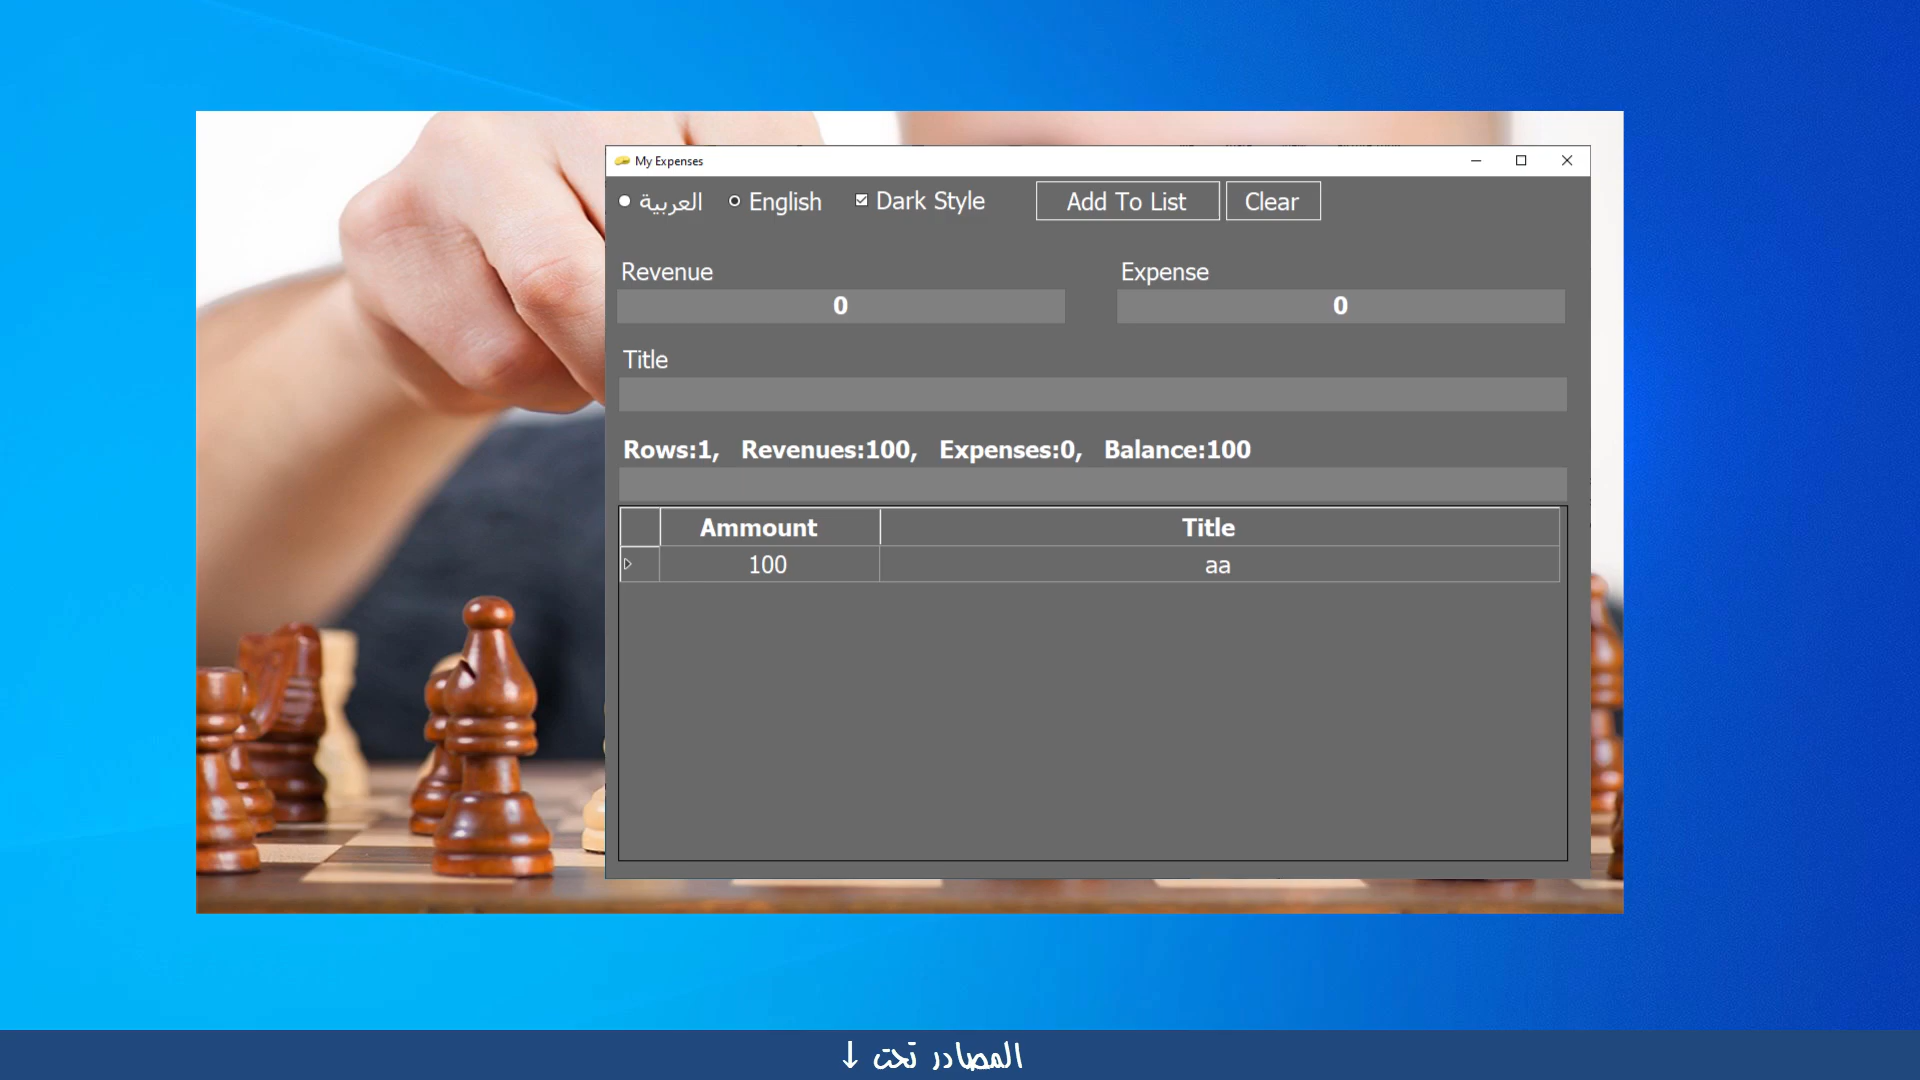 My Expenses
العربية English Dark Style Add To List Clear
Revenue Expense
0 0
Title
Rows:1, Revenues:100, Expenses:0, Balance:100
Ammount Title
100 aa
المصادر تحت ↓